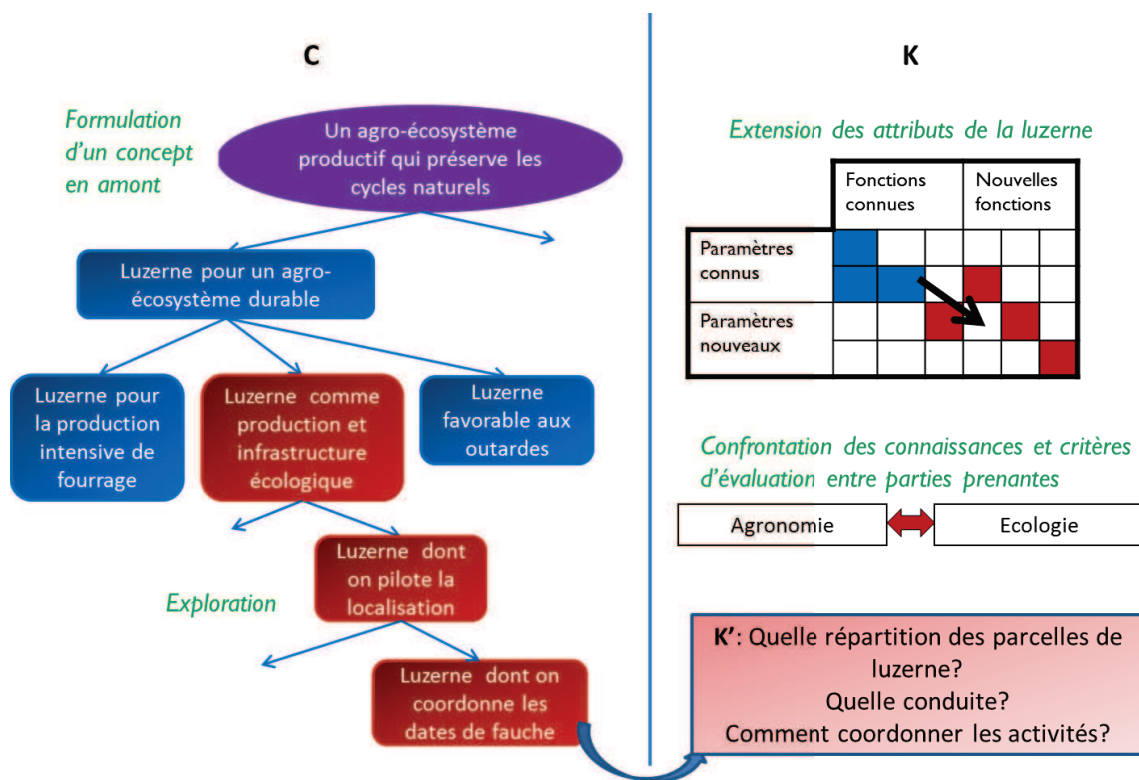 C
Formulation
d'un concept
en amont
Un agro-écosystème
productif qui préserve les
cycles naturels
Luzerne pour un agro-
écosystème durable
Luzerne pour
la production
intensive de
fourrage
Luzerne comme
production et
infrastructure
écologique
Luzerne
favorable aux
outardes
Luzerne dont
on pilote la
localisation
Exploration
Luzerne dont on
coordonne les
dates de fauche
K
Extension des attributs de la luzerne
Fonctions
connues
Nouvelles
fonctions
Paramètres
connus
Paramètres
nouveaux
Confrontation des connaissances et critères
d'évaluation entre parties prenantes
Agronomie
Ecologie
K': Quelle répartition des parcelles de
luzerne?
Quelle conduite?
Comment coordonner les activités?